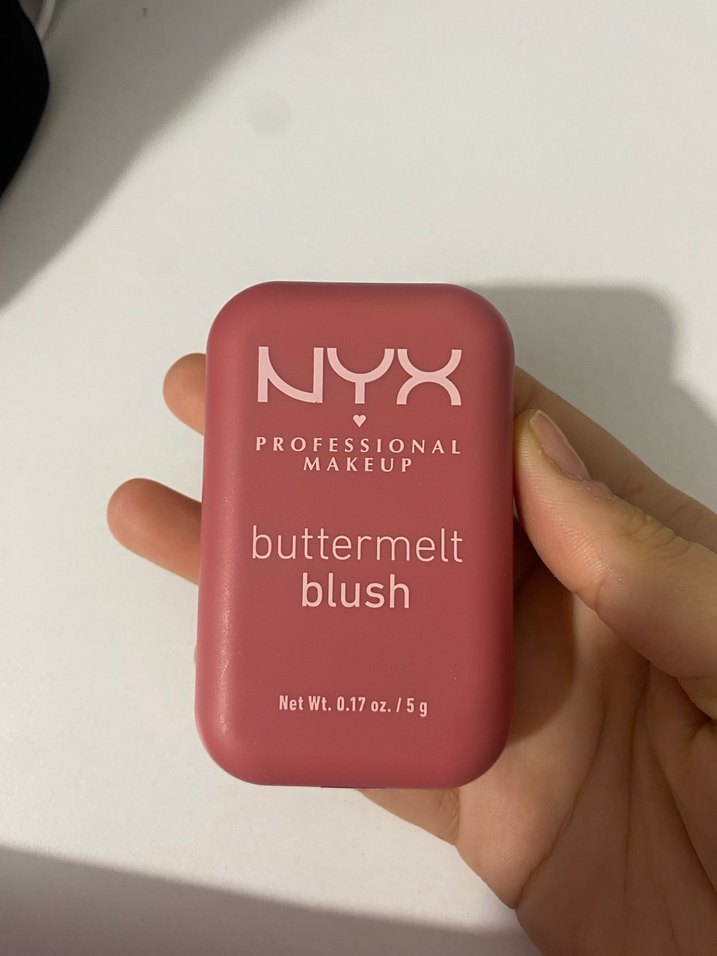 NYX
PROFESSIONAL
MAKEUP
buttermelt
blush
Net Wt. 0.17 oz. / 5 g